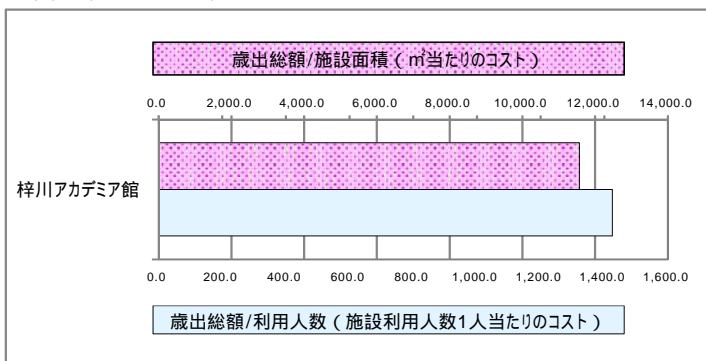 歳出総額/施設面積（㎡当たりのコスト）
0.0 2,000.0 4,000.0 6,000.0 8,000.0 10,000.0 12,000.0 14,000.0
梓川アカデミア館
0.0 200.0 400.0 600.0 800.0 1,000.0 1,200.0 1,400.0 1,600.0
歳出総額/利用人数（施設利用人数1人当たりのコスト）